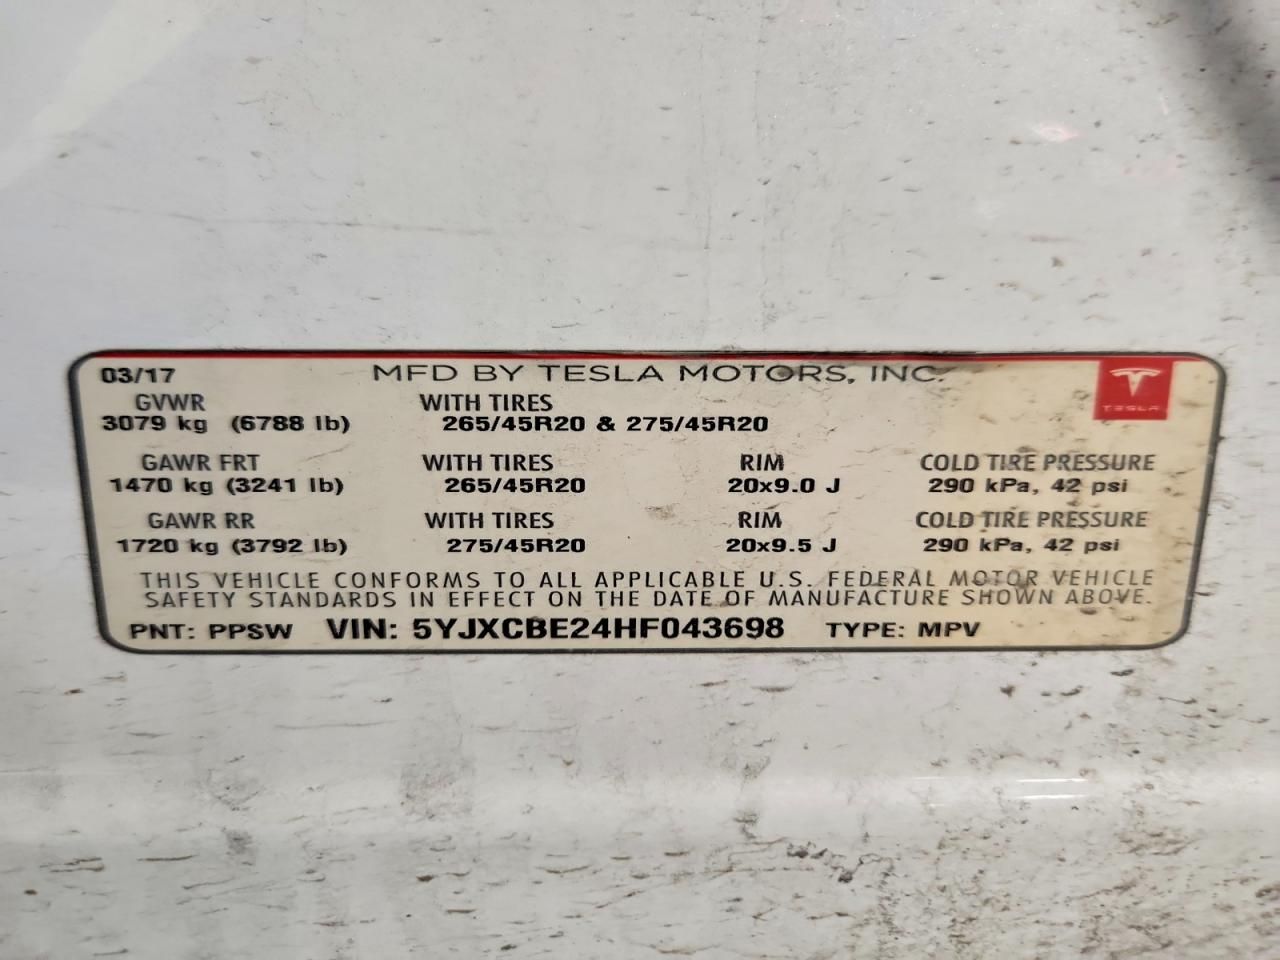 03/17 MFD BY TESLA MOTORS, INC.
GVWR WITH TIRES
3079 kg (6788 lb) 265/45R20 & 275/45R20
TESLA
GAWR FRT WITH TIRES RIM COLD TIRE PRESSURE
1470 kg (3241 lb) 265/45R20 20x9.0 J 290 kPa, 42 psi
GAWR RR WITH TIRES RIM COLD TIRE PRESSURE
1720 kg (3792 lb) 275/45R20 20x9.5 J 290 kPa, 42 psi
THIS VEHICLE CONFORMS TO ALL APPLICABLE U.S. FEDERAL MOTOR VEHICLE
SAFETY STANDARDS IN EFFECT ON THE DATE OF MANUFACTURE SHOWN ABOVE.
PNT: PPSW VIN: 5YJXCBE24HF043698 TYPE: MPV